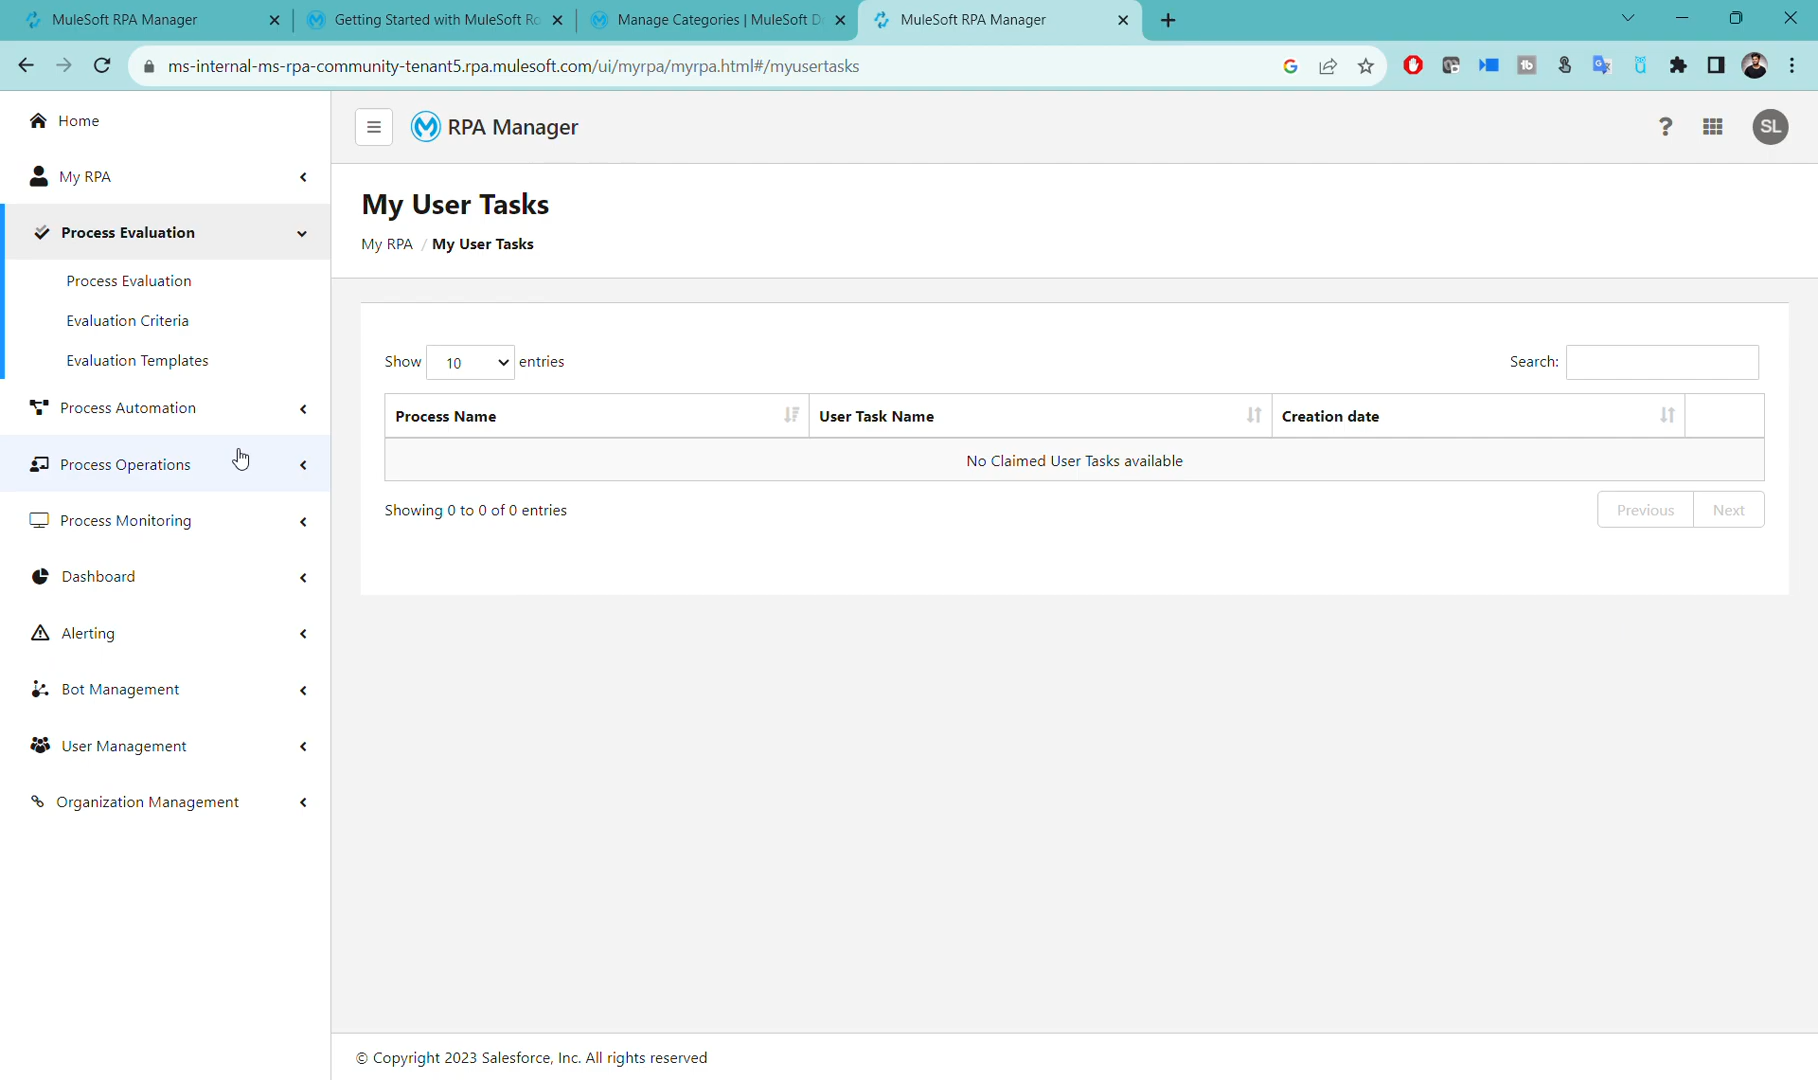 MuleSoft RPA Manager
Getting Started with MuleSoft Ro
Manage Categories | MuleSoft D
MuleSoft RPA Manager
ms-internal-ms-rpa-community-tenant5.rpa.mulesoft.com/ui/myrpa/myrpa.html#/myusertasks
Home
My RPA
Process Evaluation
Process Evaluation
Evaluation Criteria
Evaluation Templates
Process Automation
Process Operations
Process Monitoring
Dashboard
Alerting
Bot Management
User Management
Organization Management
RPA Manager
?
SL
My User Tasks
My RPA / My User Tasks
Show 10 entries
Search:
Process Name User Task Name Creation date
No Claimed User Tasks available
Showing 0 to 0 of 0 entries
Previous Next
© Copyright 2023 Salesforce, Inc. All rights reserved